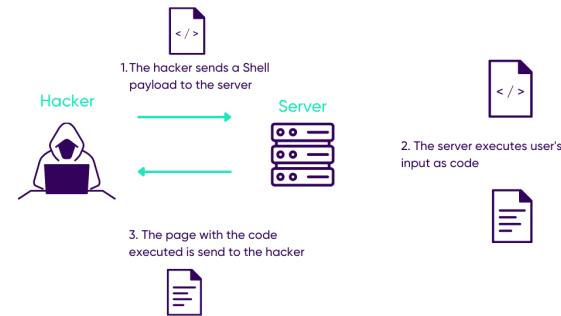 </>
1. The hacker sends a Shell
payload to the server
Hacker
Server
</>
2. The server executes user's
input as code
3. The page with the code
executed is send to the hacker